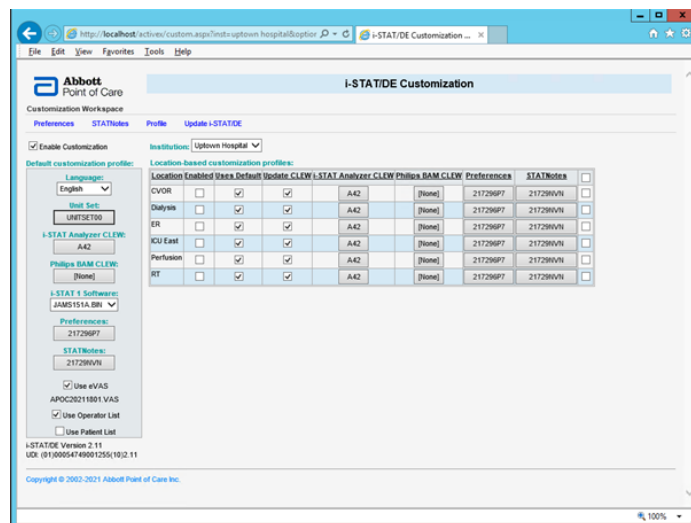 http://localhost/activex/custom.aspx?inst=uptown hospital&optior
i-STAT/DE Customization ...
File Edit View Favorites Tools Help
Abbott
Point of Care
i-STAT/DE Customization
Customization Workspace
Preferences STATNotes Profile Update i-STAT/DE
Enable Customization
Institution: Uptown Hospital
Default customization profile:
Language:
English
Unit Set:
UNITSET00
i-STAT Analyzer CLEW:
A42
Philips BAM CLEW:
[None]
i-STAT 1 Software:
JAMS151A.BIN
Preferences:
217296P7
STATNotes:
21729NVN
Use eVAS
APOC20211801.VAS
Use Operator List
Use Patient List
Location-based customization profiles:
Location Enabled Uses Default Update CLEW i-STAT Analyzer CLEW Philips BAM CLEW Preferences STATNotes
CVOR A42 [None] 217296P7 21729NVN
Dialysis A42 [None] 217296P7 21729NVN
ER A42 [None] 217296P7 21729NVN
ICU East A42 [None] 217296P7 21729NVN
Perfusion A42 [None] 217296P7 21729NVN
RT A42 [None] 217296P7 21729NVN
i-STAT/DE Version 2.11
UDI: (01)00054749001255(10)2.11
Copyright © 2002-2021 Abbott Point of Care Inc.
100%